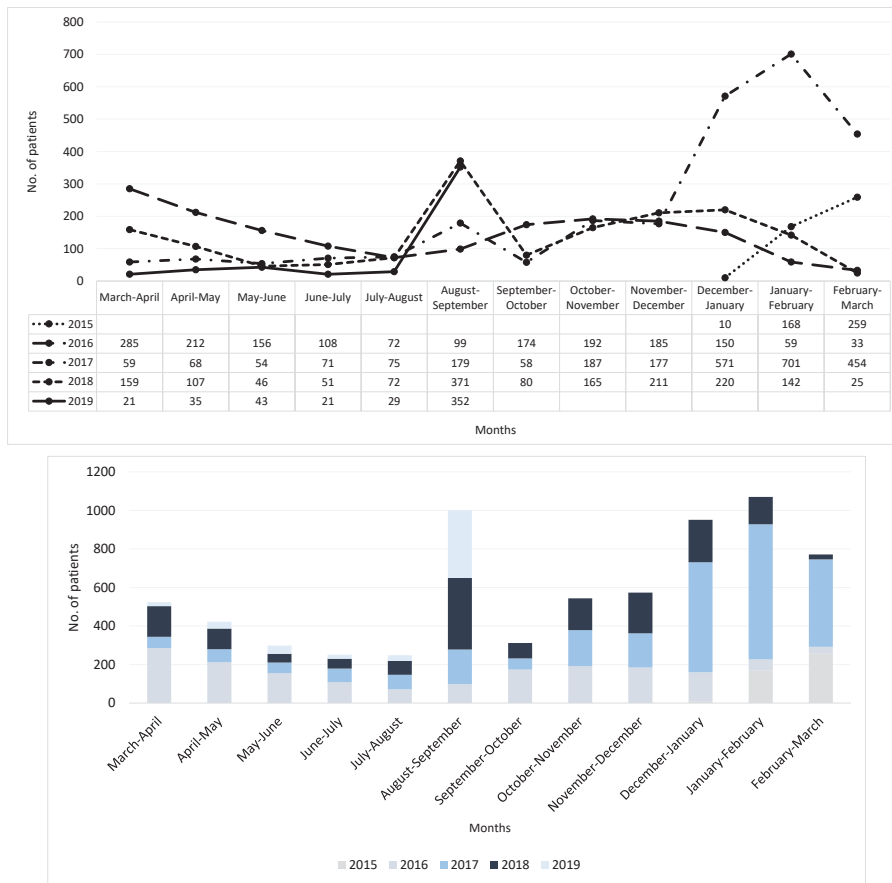 800
700
600
500
400
300
200
100
0
No. of patients
March-April April-May May-June June-July July-August August-September September-October October-November November-December December-January January-February February-March
2015 10 168 259
2016 285 212 156 108 72 99 174 192 185 150 59 33
2017 59 68 54 71 75 179 58 187 177 571 701 454
2018 159 107 46 51 72 371 80 165 211 220 142 25
2019 21 35 43 21 29 352
Months
1200
1000
800
600
400
200
0
No. of patients
March-April
April-May
May-June
June-July
July-August
August-September
September-October
October-November
November-December
December-January
January-February
February-March
Months
2015 2016 2017 2018 2019